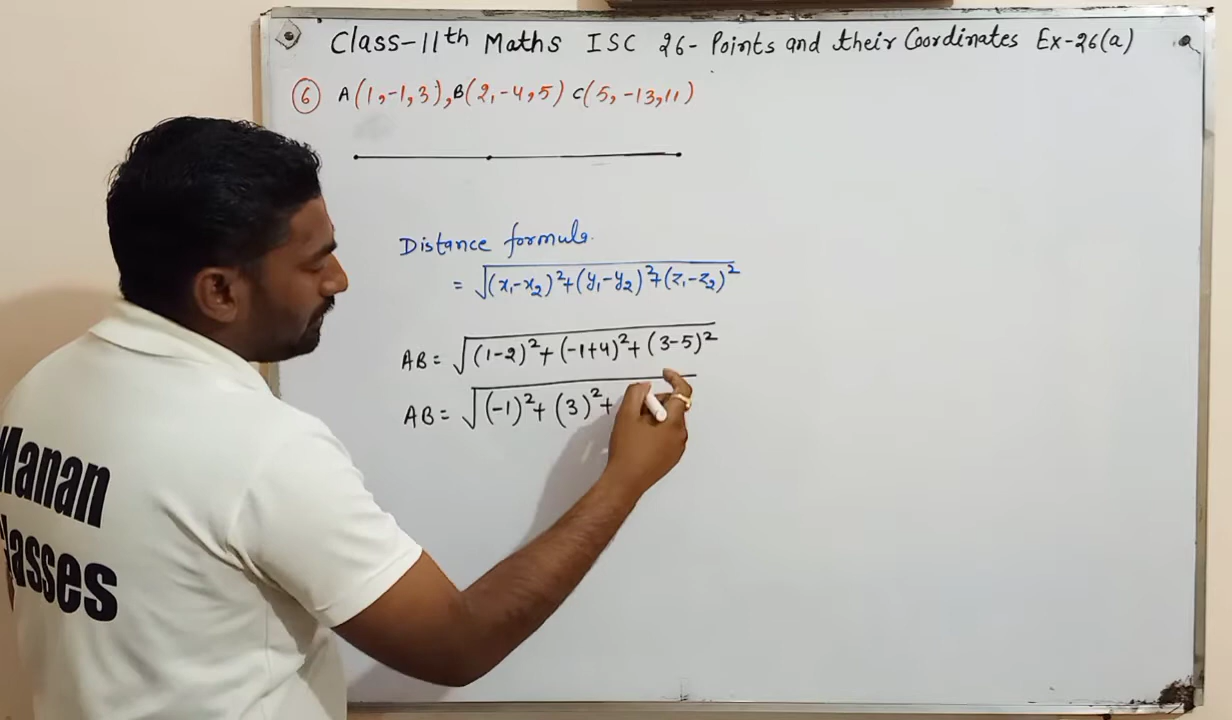 Class-11th Maths ISC 26- Points and their Coordinates Ex-26(a)
⑥ A(1,-1,3), B(2,-4,5) C(5,-13,11)
Distance formula.
= √((x₁-x₂)²+(y₁-y₂)²+(z₁-z₂)²)
AB= √((1-2)²+(-1+4)²+(3-5)²)
AB= √((-1)²+(3)²+
Manan